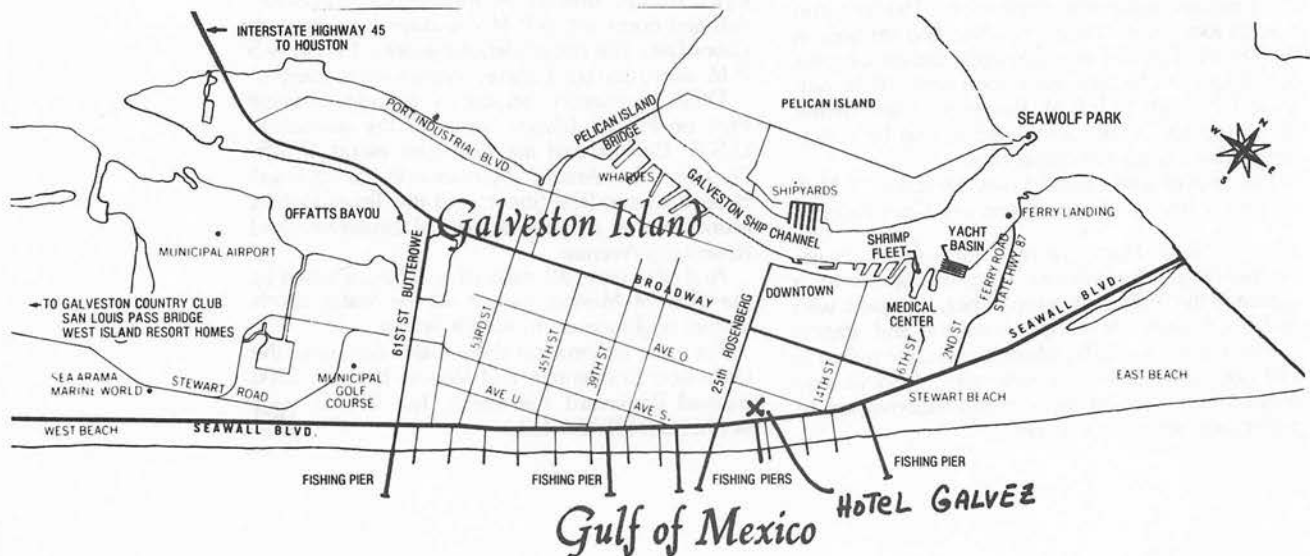 INTERSTATE HIGHWAY 45
TO HOUSTON
PORT INDUSTRIAL BLVD.
PELICAN ISLAND
BRIDGE
WHARVES
PELICAN ISLAND
SEAWOLF PARK
W
N
S
E
SHIPYARDS
GALVESTON SHIP CHANNEL
FERRY LANDING
OFFATTS BAYOU
Galveston Island
MUNICIPAL AIRPORT
SHRIMP
FLEET
YACHT
BASIN
FERRY ROAD
STATE HWY 87
BROADWAY
DOWNTOWN
MEDICAL
CENTER
SEAWALL BLVD.
TO GALVESTON COUNTRY CLUB
SAN LOUIS PASS BRIDGE
WEST ISLAND RESORT HOMES
61ST ST BUTTEROWE
53RD ST
45TH ST
39TH ST
AVE O
25th ROSENBERG
14TH ST
6TH ST
2ND ST
SEA ARAMA
MARINE WORLD
STEWART ROAD
MUNICIPAL
GOLF
COURSE
AVE U
AVE S.
X
STEWART BEACH
EAST BEACH
WEST BEACH
SEAWALL BLVD.
FISHING PIER
FISHING PIER
FISHING PIERS
FISHING PIER
HOTEL GALVEZ
Gulf of Mexico